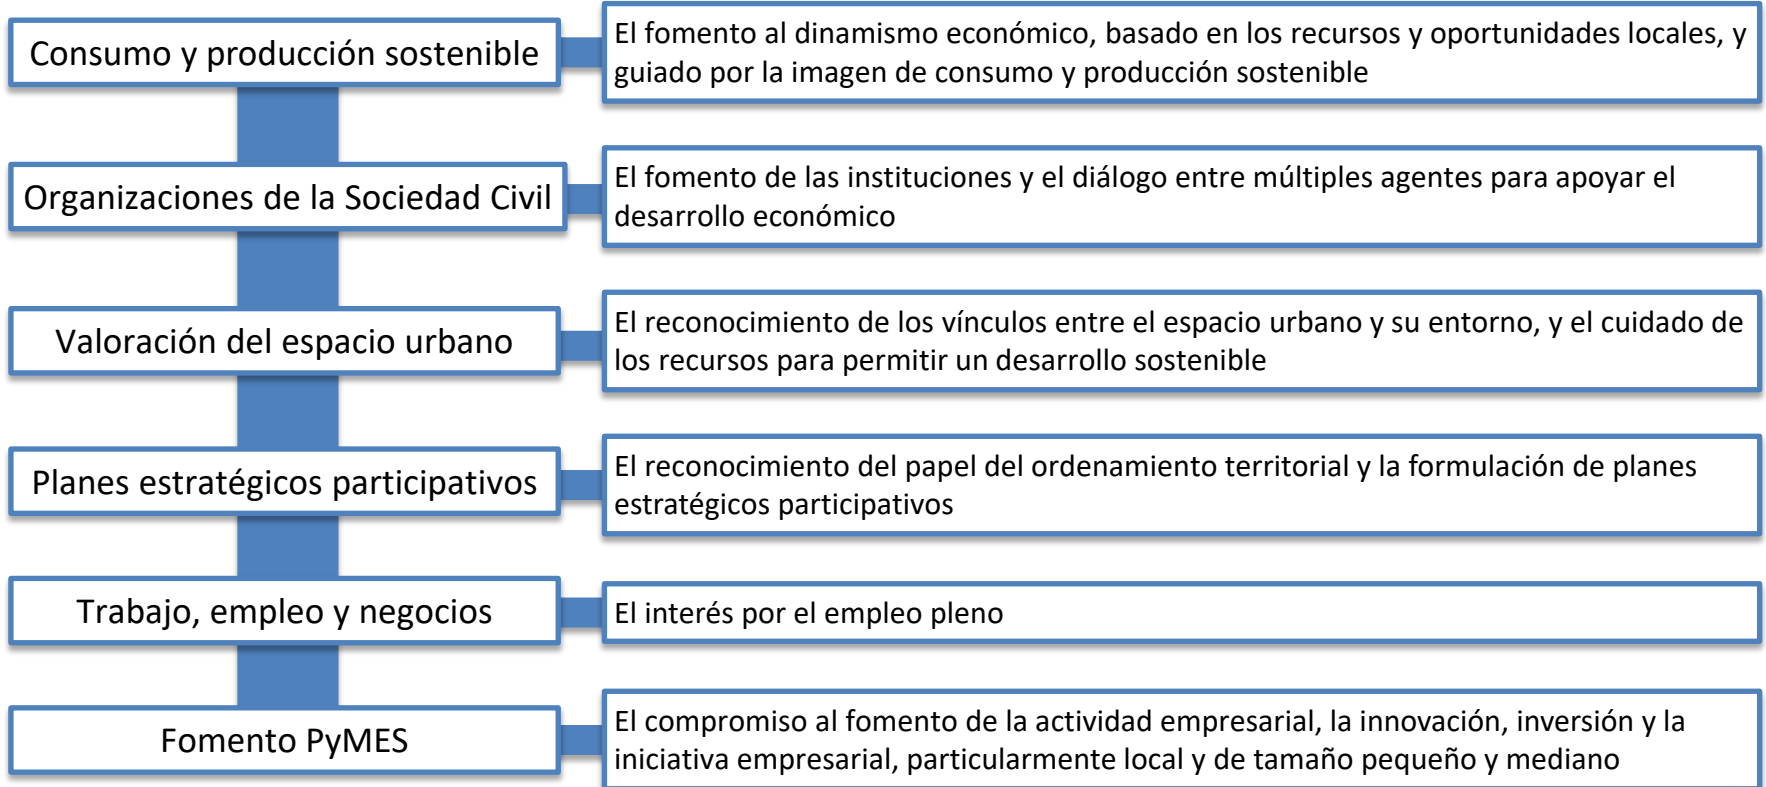 Consumo y producción sostenible
El fomento al dinamismo económico, basado en los recursos y oportunidades locales, y
guiado por la imagen de consumo y producción sostenible
Organizaciones de la Sociedad Civil
El fomento de las instituciones y el diálogo entre múltiples agentes para apoyar el
desarrollo económico
Valoración del espacio urbano
El reconocimiento de los vínculos entre el espacio urbano y su entorno, y el cuidado de
los recursos para permitir un desarrollo sostenible
Planes estratégicos participativos
El reconocimiento del papel del ordenamiento territorial y la formulación de planes
estratégicos participativos
Trabajo, empleo y negocios
El interés por el empleo pleno
Fomento PyMES
El compromiso al fomento de la actividad empresarial, la innovación, inversión y la
iniciativa empresarial, particularmente local y de tamaño pequeño y mediano